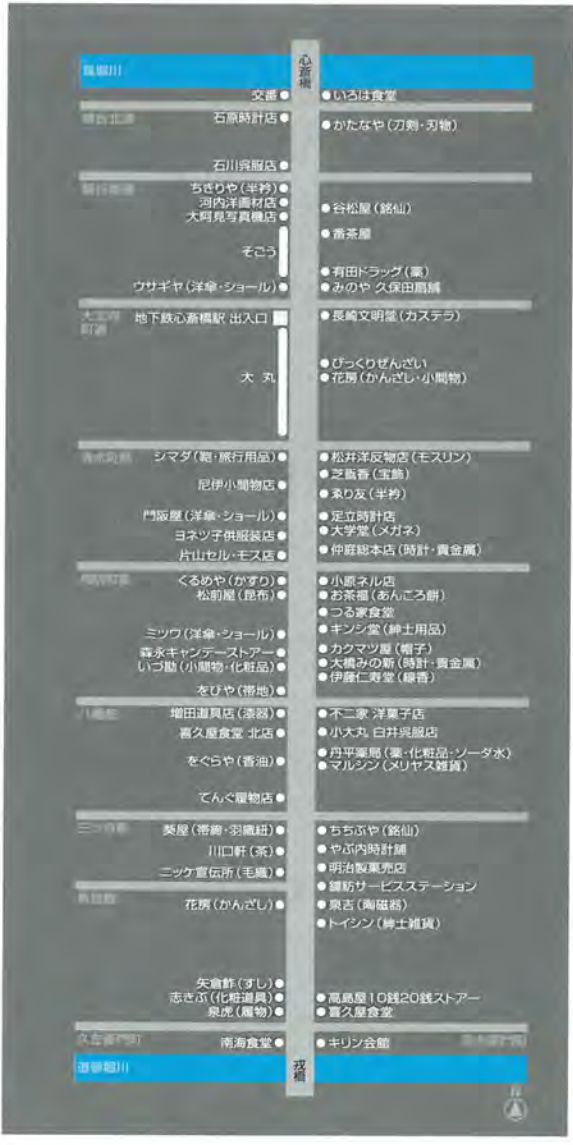 長堀川
心斎橋
交番
いろは食堂
石原時計店
かたなや(刀剣・刃物)
石川呉服店
ちきりや(半衿)
河内洋画材店
大阿見写真機店
谷松屋(銘仙)
番茶屋
そごう
有田ドラッグ(薬)
ウサギヤ(洋傘・ショール)
みのや 久保田扇舗
大宝寺町通
地下鉄心斎橋駅 出入口
長崎文明堂(カステラ)
びっくりぜんざい
大丸
花房(かんざし・小間物)
清水町通
シマダ(鞄・旅行用品)
松井洋反物店(モスリン)
芝翫香(宝飾)
尼伊小間物店
ゑり友(半衿)
門阪屋(洋傘・ショール)
足立時計店
大学堂(メガネ)
ヨネツ子供服装店
仲庭総本店(時計・貴金属)
片山セル・モス店
くるめや(かすり)
小原ネル店
松前屋(昆布)
お茶福(あんころ餅)
つる家食堂
ミツワ(洋傘・ショール)
キンシ堂(紳士用品)
森永キャンデーストアー
カクマツ屋(帽子)
いづ勘(小間物・化粧品)
大橋みの新(時計・貴金属)
伊藤仁寿堂(線香)
をびや(帯地)
八幡筋
増田道具店(漆器)
不二家 洋菓子店
喜久屋食堂 北店
小大丸 白井呉服店
をぐらや(香油)
丹平薬局(薬・化粧品・ソーダ水)
マルシン(メリヤス雑貨)
てんぐ履物店
三ツ寺筋
葵屋(帯締・羽織紐)
ちちぶや(銘仙)
川口軒(茶)
やぶ内時計舗
ニッケ宣伝所(毛織)
明治製菓売店
鐘紡サービスステーション
花房(かんざし)
泉吉(陶磁器)
トイシン(紳士雑貨)
矢倉鮓(すし)
志きぶ(化粧道具)
高島屋10銭20銭ストアー
泉虎(履物)
喜久屋食堂
久左衛門町
南海食堂
キリン会館
道頓堀川
戎橋
N